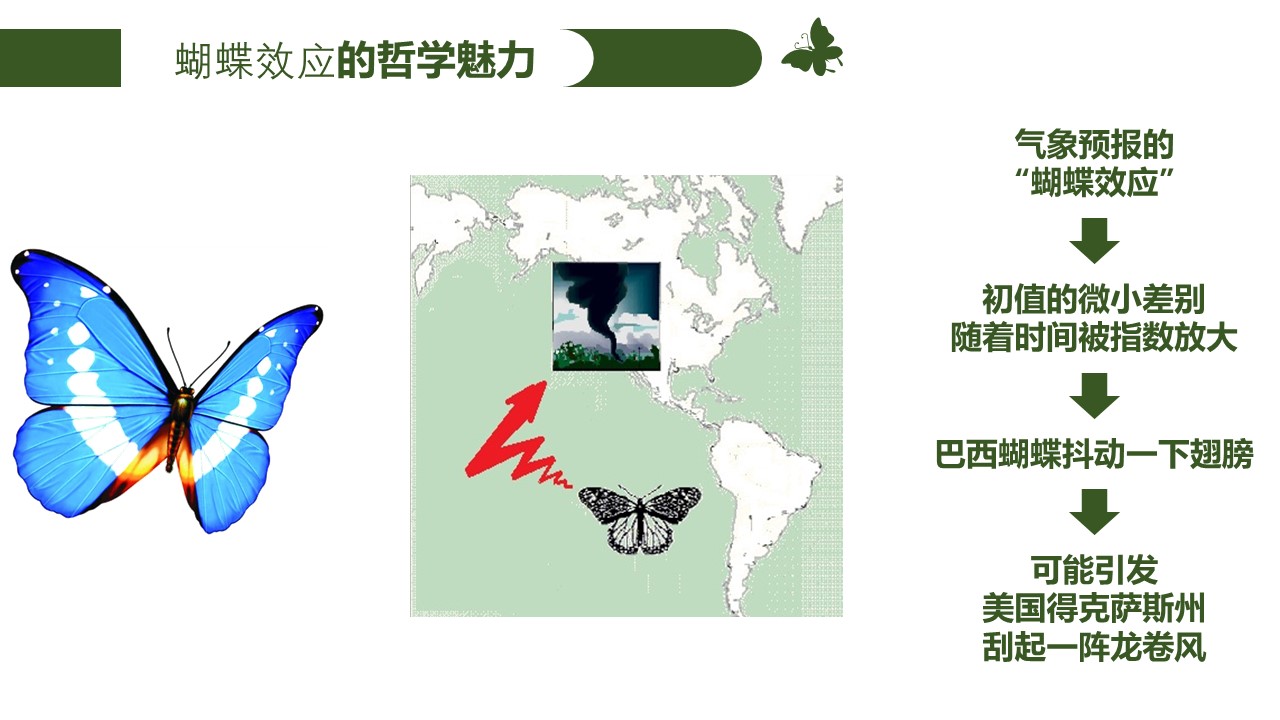 蝴蝶效应的哲学魅力
气象预报的
“蝴蝶效应”
初值的微小差别
随着时间被指数放大
巴西蝴蝶抖动一下翅膀
可能引发
美国得克萨斯州
刮起一阵龙卷风